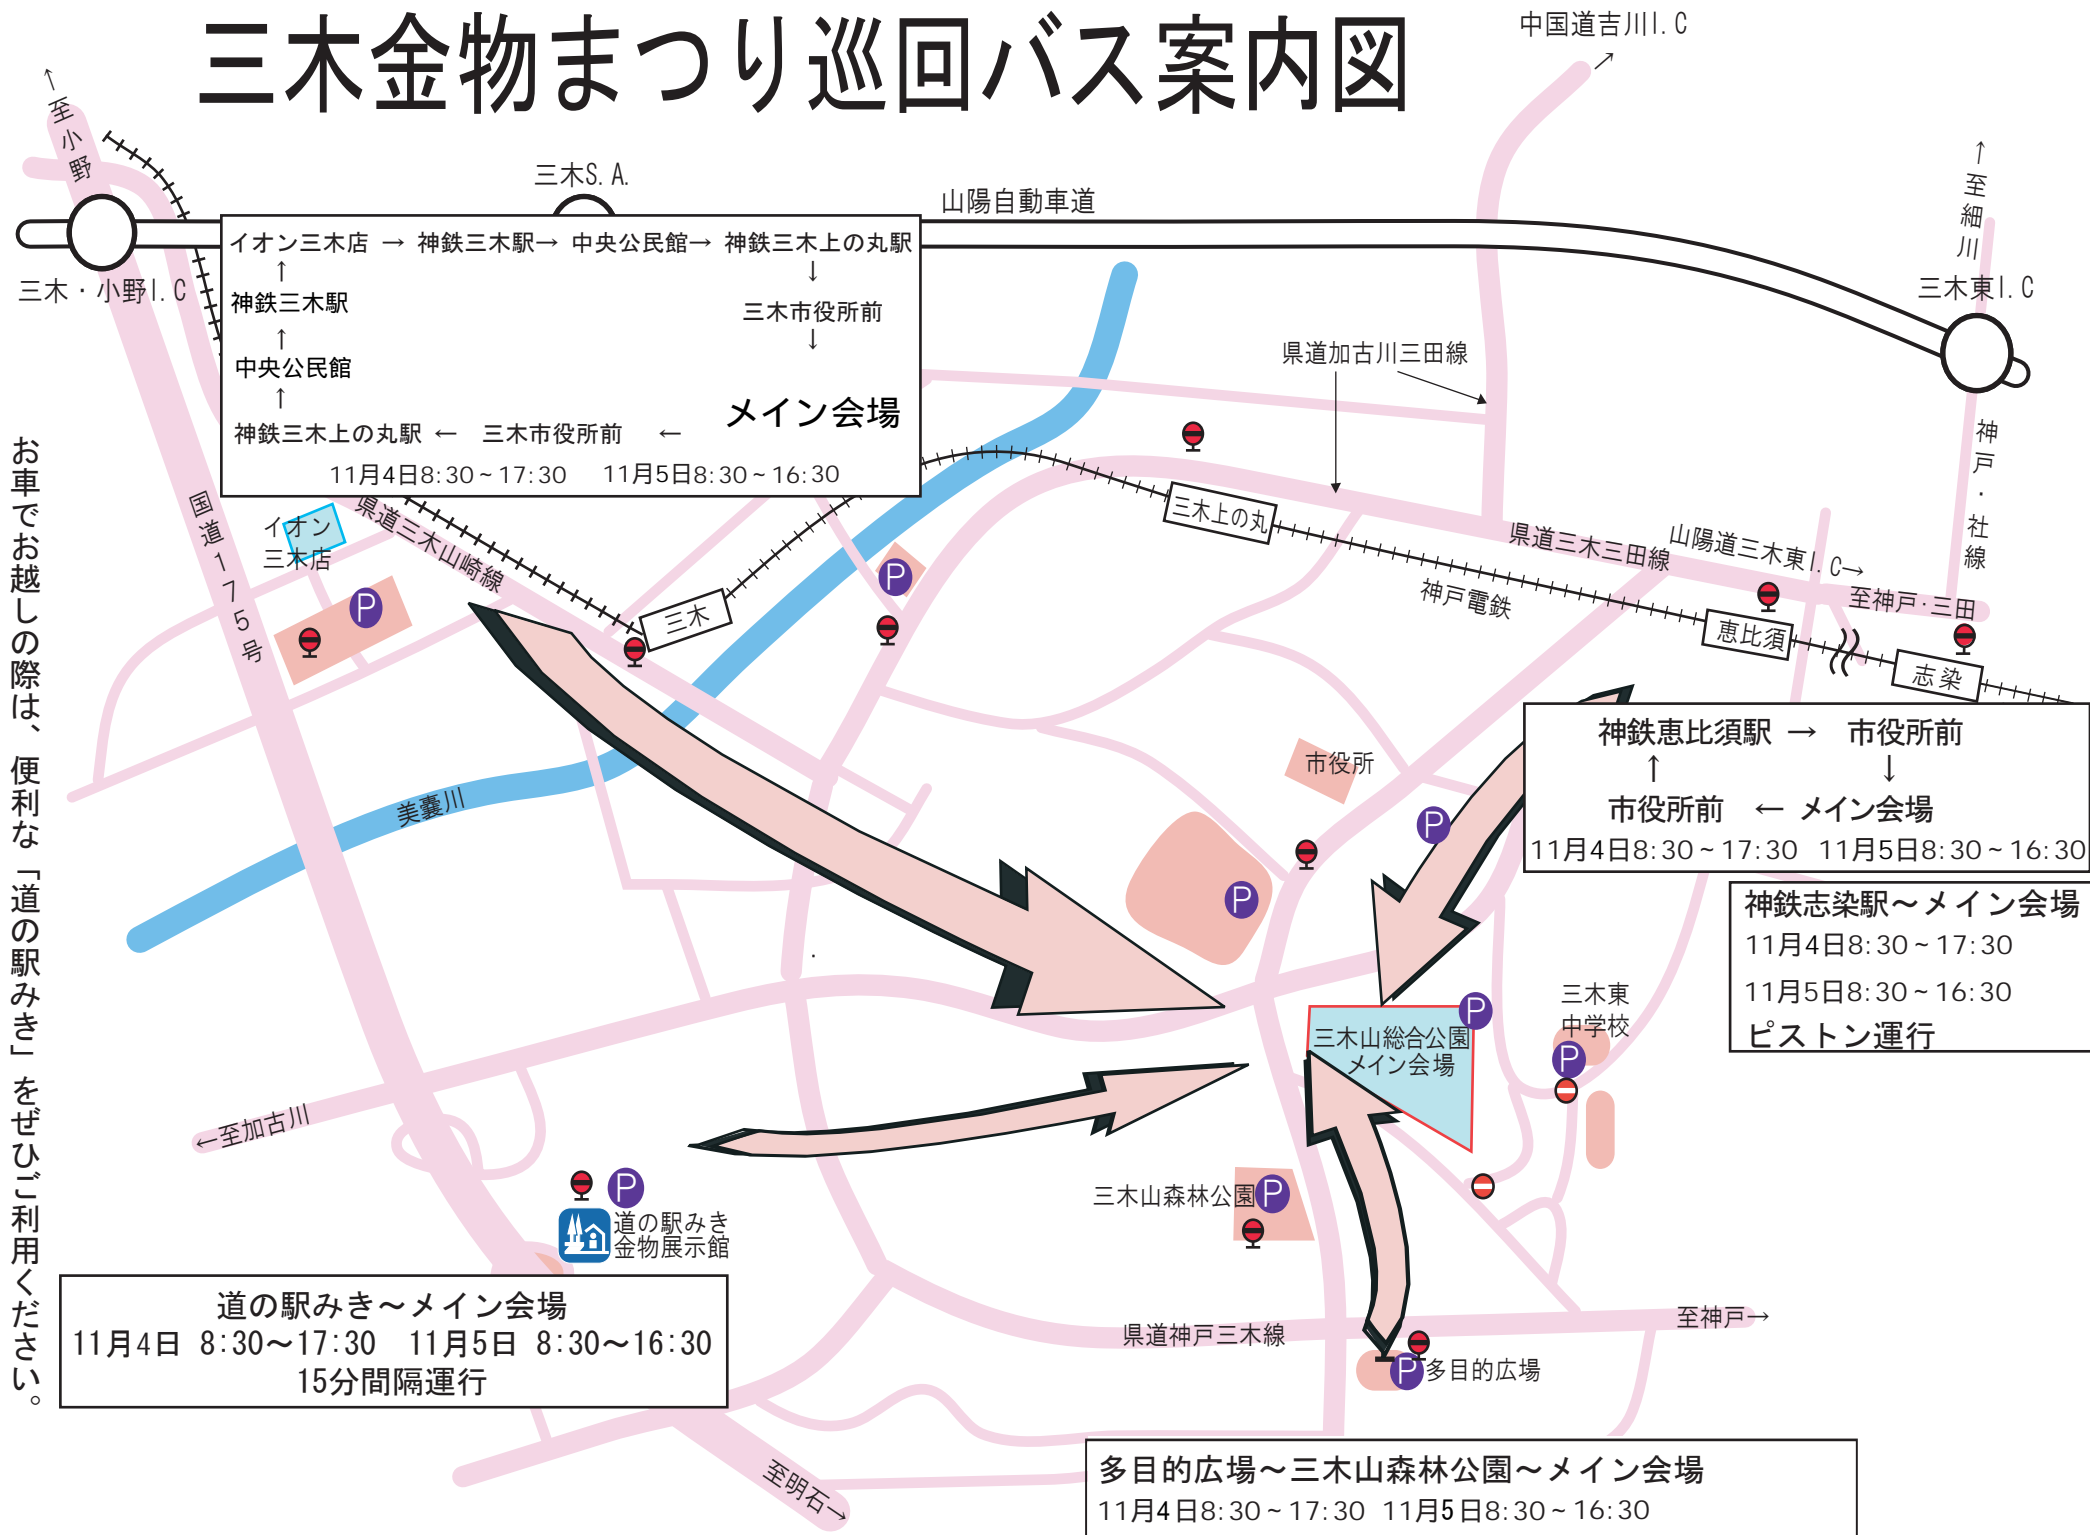 三木金物まつり巡回バス案内図
中国道吉川I.C
↗
←至小野
三木S.A.
山陽自動車道
←至細川
三木・小野I.C
三木東I.C
イオン三木店 → 神鉄三木駅→ 中央公民館→ 神鉄三木上の丸駅
↑ ↓
神鉄三木駅 三木市役所前
↑ ↓
中央公民館
↑ メイン会場
神鉄三木上の丸駅 ← 三木市役所前 ←
11月4日8:30~17:30 11月5日8:30~16:30
県道加古川三田線
神戸・社線
お車でお越しの際は、便利な「道の駅みき」をぜひご利用ください。
国道175号
イオン
三木店
県道三木山崎線
三木
P
P
三木上の丸
県道三木三田線
山陽道三木東I.C→
至神戸・三田
神戸電鉄
恵比須
志染
美嚢川
市役所
P
P
神鉄恵比須駅 → 市役所前
↑ ↓
市役所前 ← メイン会場
11月4日8:30~17:30 11月5日8:30~16:30
神鉄志染駅～メイン会場
11月4日8:30~17:30
11月5日8:30~16:30
ピストン運行
P
三木山総合公園
メイン会場
三木東
中学校
P
←至加古川
P
道の駅みき
金物展示館
三木山森林公園
P
道の駅みき～メイン会場
11月4日 8:30～17:30 11月5日 8:30～16:30
15分間隔運行
県道神戸三木線
至神戸→
P
多目的広場
至明石→
多目的広場～三木山森林公園～メイン会場
11月4日8:30~17:30 11月5日8:30~16:30